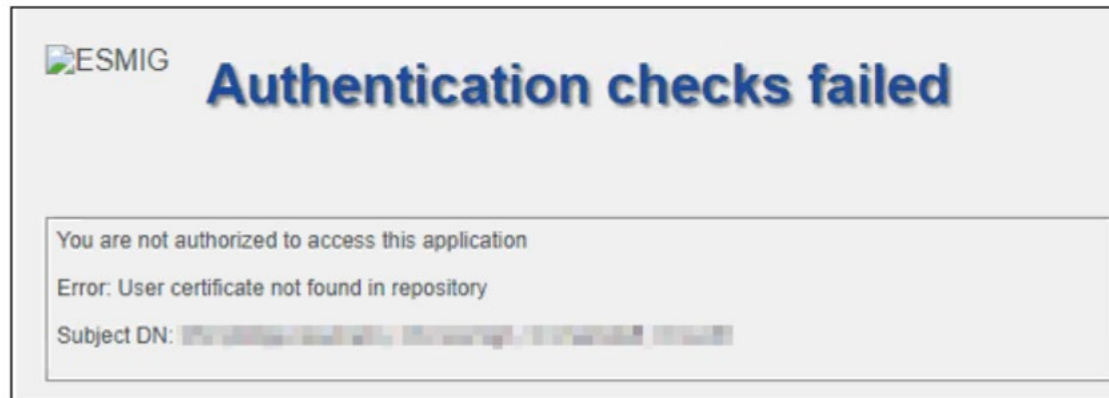 ESMIG
Authentication checks failed
You are not authorized to access this application
Error: User certificate not found in repository
Subject DN: